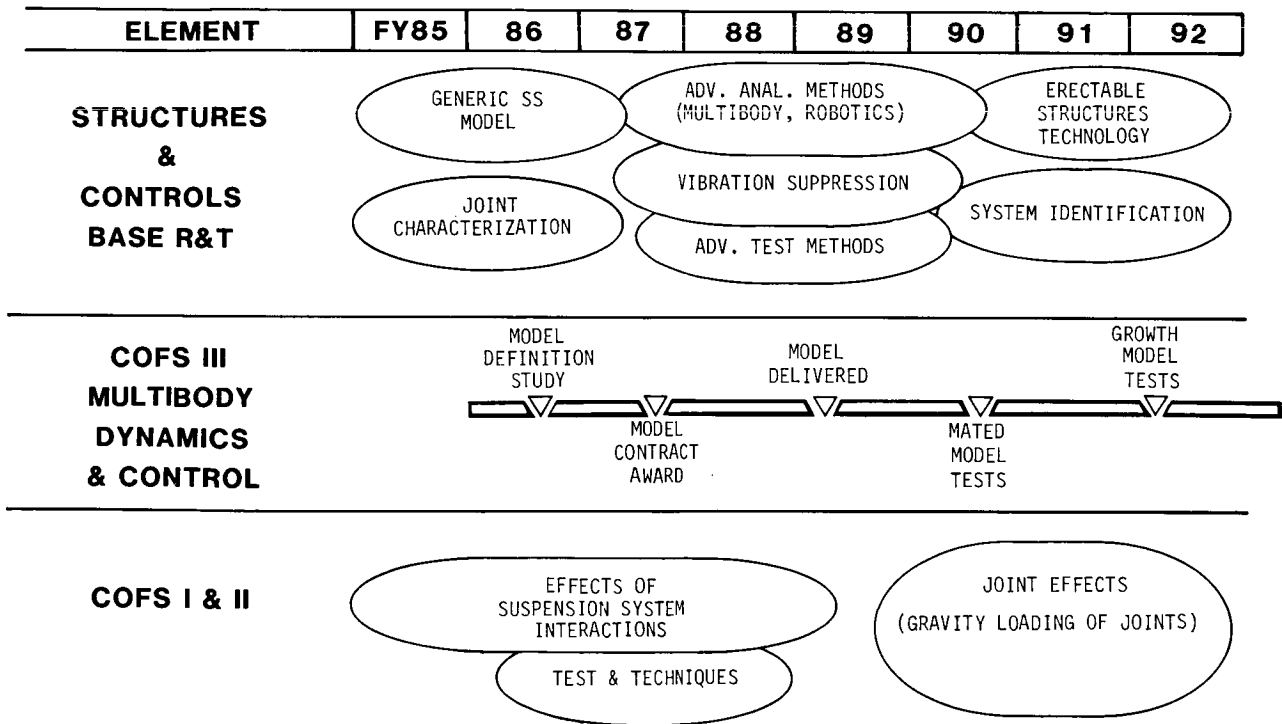 ELEMENT FY85 86 87 88 89 90 91 92
STRUCTURES
&
CONTROLS
BASE R&T
GENERIC SS
MODEL
ADV. ANAL. METHODS
(MULTIBODY, ROBOTICS)
ERECTABLE
STRUCTURES
TECHNOLOGY
JOINT
CHARACTERIZATION
VIBRATION SUPPRESSION
ADV. TEST METHODS
SYSTEM IDENTIFICATION
COFS III
MULTIBODY
DYNAMICS
& CONTROL
MODEL
DEFINITION
STUDY
MODEL
CONTRACT
AWARD
MODEL
DELIVERED
MATED
MODEL
TESTS
GROWTH
MODEL
TESTS
COFS I & II
EFFECTS OF
SUSPENSION SYSTEM
INTERACTIONS
TEST & TECHNIQUES
JOINT EFFECTS
(GRAVITY LOADING OF JOINTS)